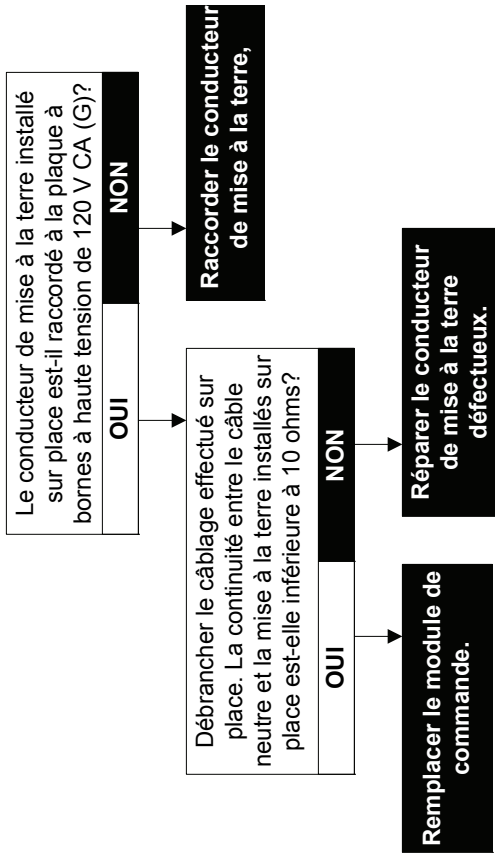 Le conducteur de mise à la terre installé
sur place est-il raccordé à la plaque à
bornes à haute tension de 120 V CA (G)?
OUI
NON
Raccorder le conducteur
de mise à la terre,
Débrancher le câblage effectué sur
place. La continuité entre le câble
neutre et la mise à la terre installés sur
place est-elle inférieure à 10 ohms?
OUI
NON
Remplacer le module de
commande.
Réparer le conducteur
de mise à la terre
défectueux.